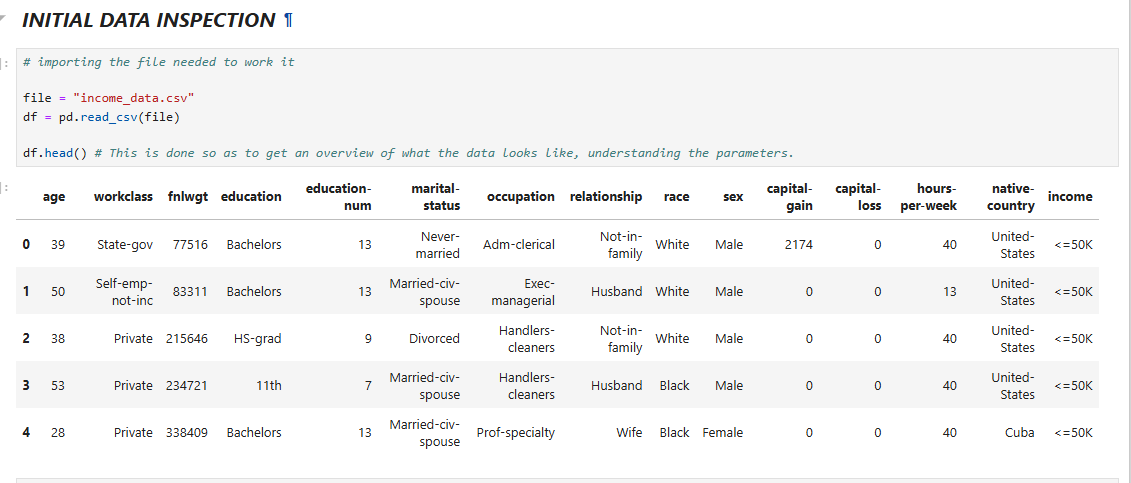 INITIAL DATA INSPECTION ¶
]: # importing the file needed to work it
file = "income_data.csv"
df = pd.read_csv(file)
df.head() # This is done so as to get an overview of what the data looks like, understanding the parameters.
]:
age workclass fnlwgt education education-num marital-status occupation relationship race sex capital-gain capital-loss hours-per-week native-country income
0 39 State-gov 77516 Bachelors 13 Never-married Adm-clerical Not-in-family White Male 2174 0 40 United-States <=50K
1 50 Self-emp-not-inc 83311 Bachelors 13 Married-civ-spouse Exec-managerial Husband White Male 0 0 13 United-States <=50K
2 38 Private 215646 HS-grad 9 Divorced Handlers-cleaners Not-in-family White Male 0 0 40 United-States <=50K
3 53 Private 234721 11th 7 Married-civ-spouse Handlers-cleaners Husband Black Male 0 0 40 United-States <=50K
4 28 Private 338409 Bachelors 13 Married-civ-spouse Prof-specialty Wife Black Female 0 0 40 Cuba <=50K